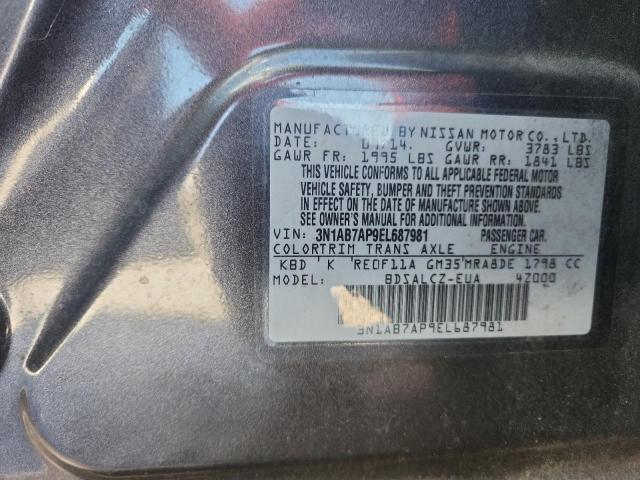 MANUFACTURED BY NISSAN MOTOR CO., LTD.
DATE: 07/14. GVWR: 3783 LBS
GAWR FR: 1995 LBS GAWR RR: 1841 LBS
THIS VEHICLE CONFORMS TO ALL APPLICABLE FEDERAL MOTOR
VEHICLE SAFETY, BUMPER AND THEFT PREVENTION STANDARDS
IN EFFECT ON THE DATE OF MANUFACTURE SHOWN ABOVE.
SEE OWNER'S MANUAL FOR ADDITIONAL INFORMATION.
VIN: 3N1AB7AP9EL687981 PASSENGER CAR.
COLOR TRIM TRANS AXLE ENGINE
KBD K RE0F11A GM35 MRA8DE 1798 CC
MODEL: BDSALCZ-EUA 4Z000
3N1AB7AP9EL687981